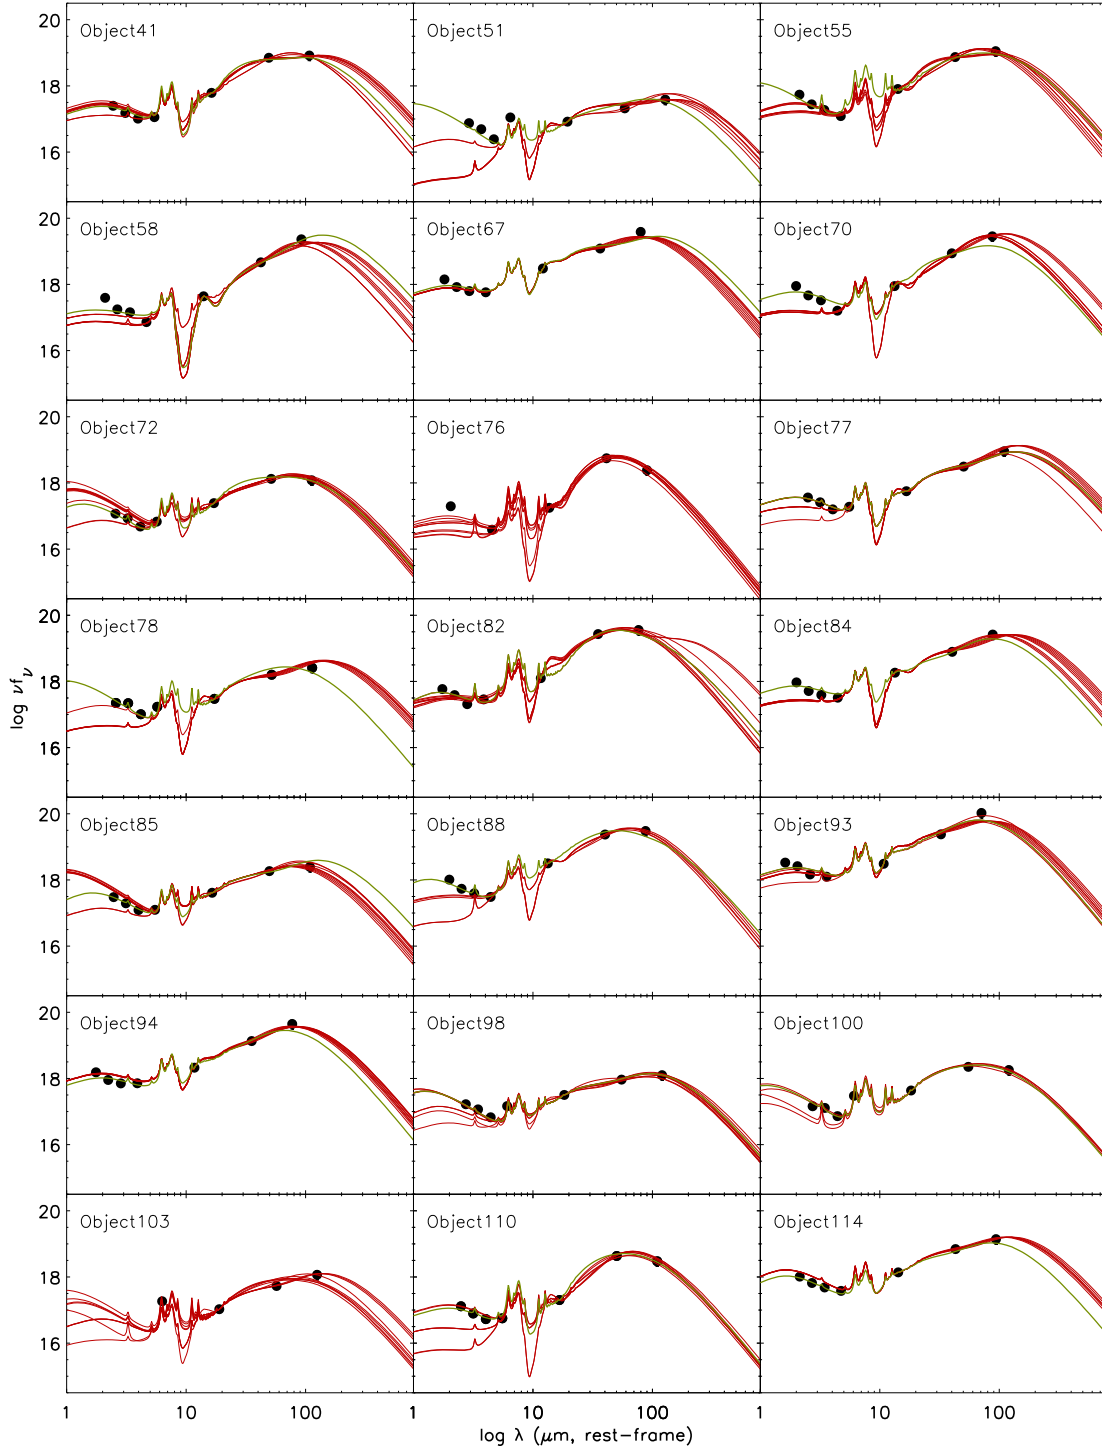 20
18
16
Object41
Object51
Object55
20
18
16
Object58
Object67
Object70
20
18
16
Object72
Object76
Object77
20
18
16
Object78
Object82
Object84
log νfν
20
18
16
Object85
Object88
Object93
20
18
16
Object94
Object98
Object100
20
18
16
Object103
Object110
Object114
1 10 100 1 10 100 1 10 100
log λ (μm, rest-frame)